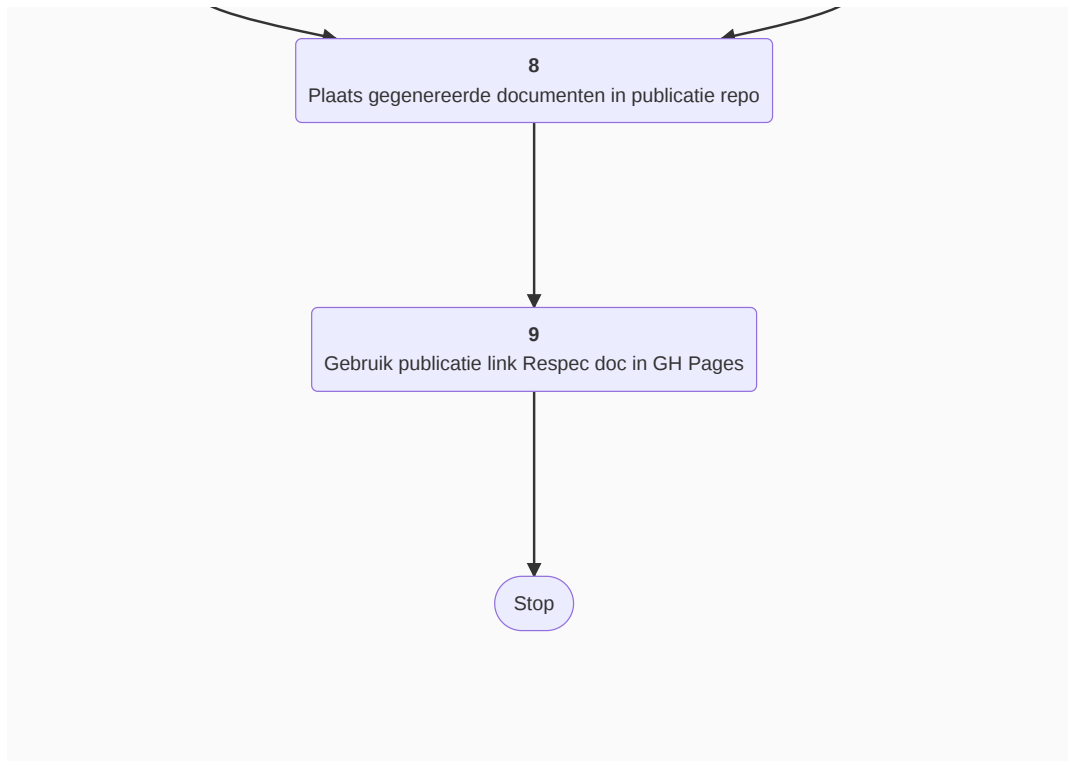 8
Plaats gegenereerde documenten in publicatie repo
9
Gebruik publicatie link Respec doc in GH Pages
Stop